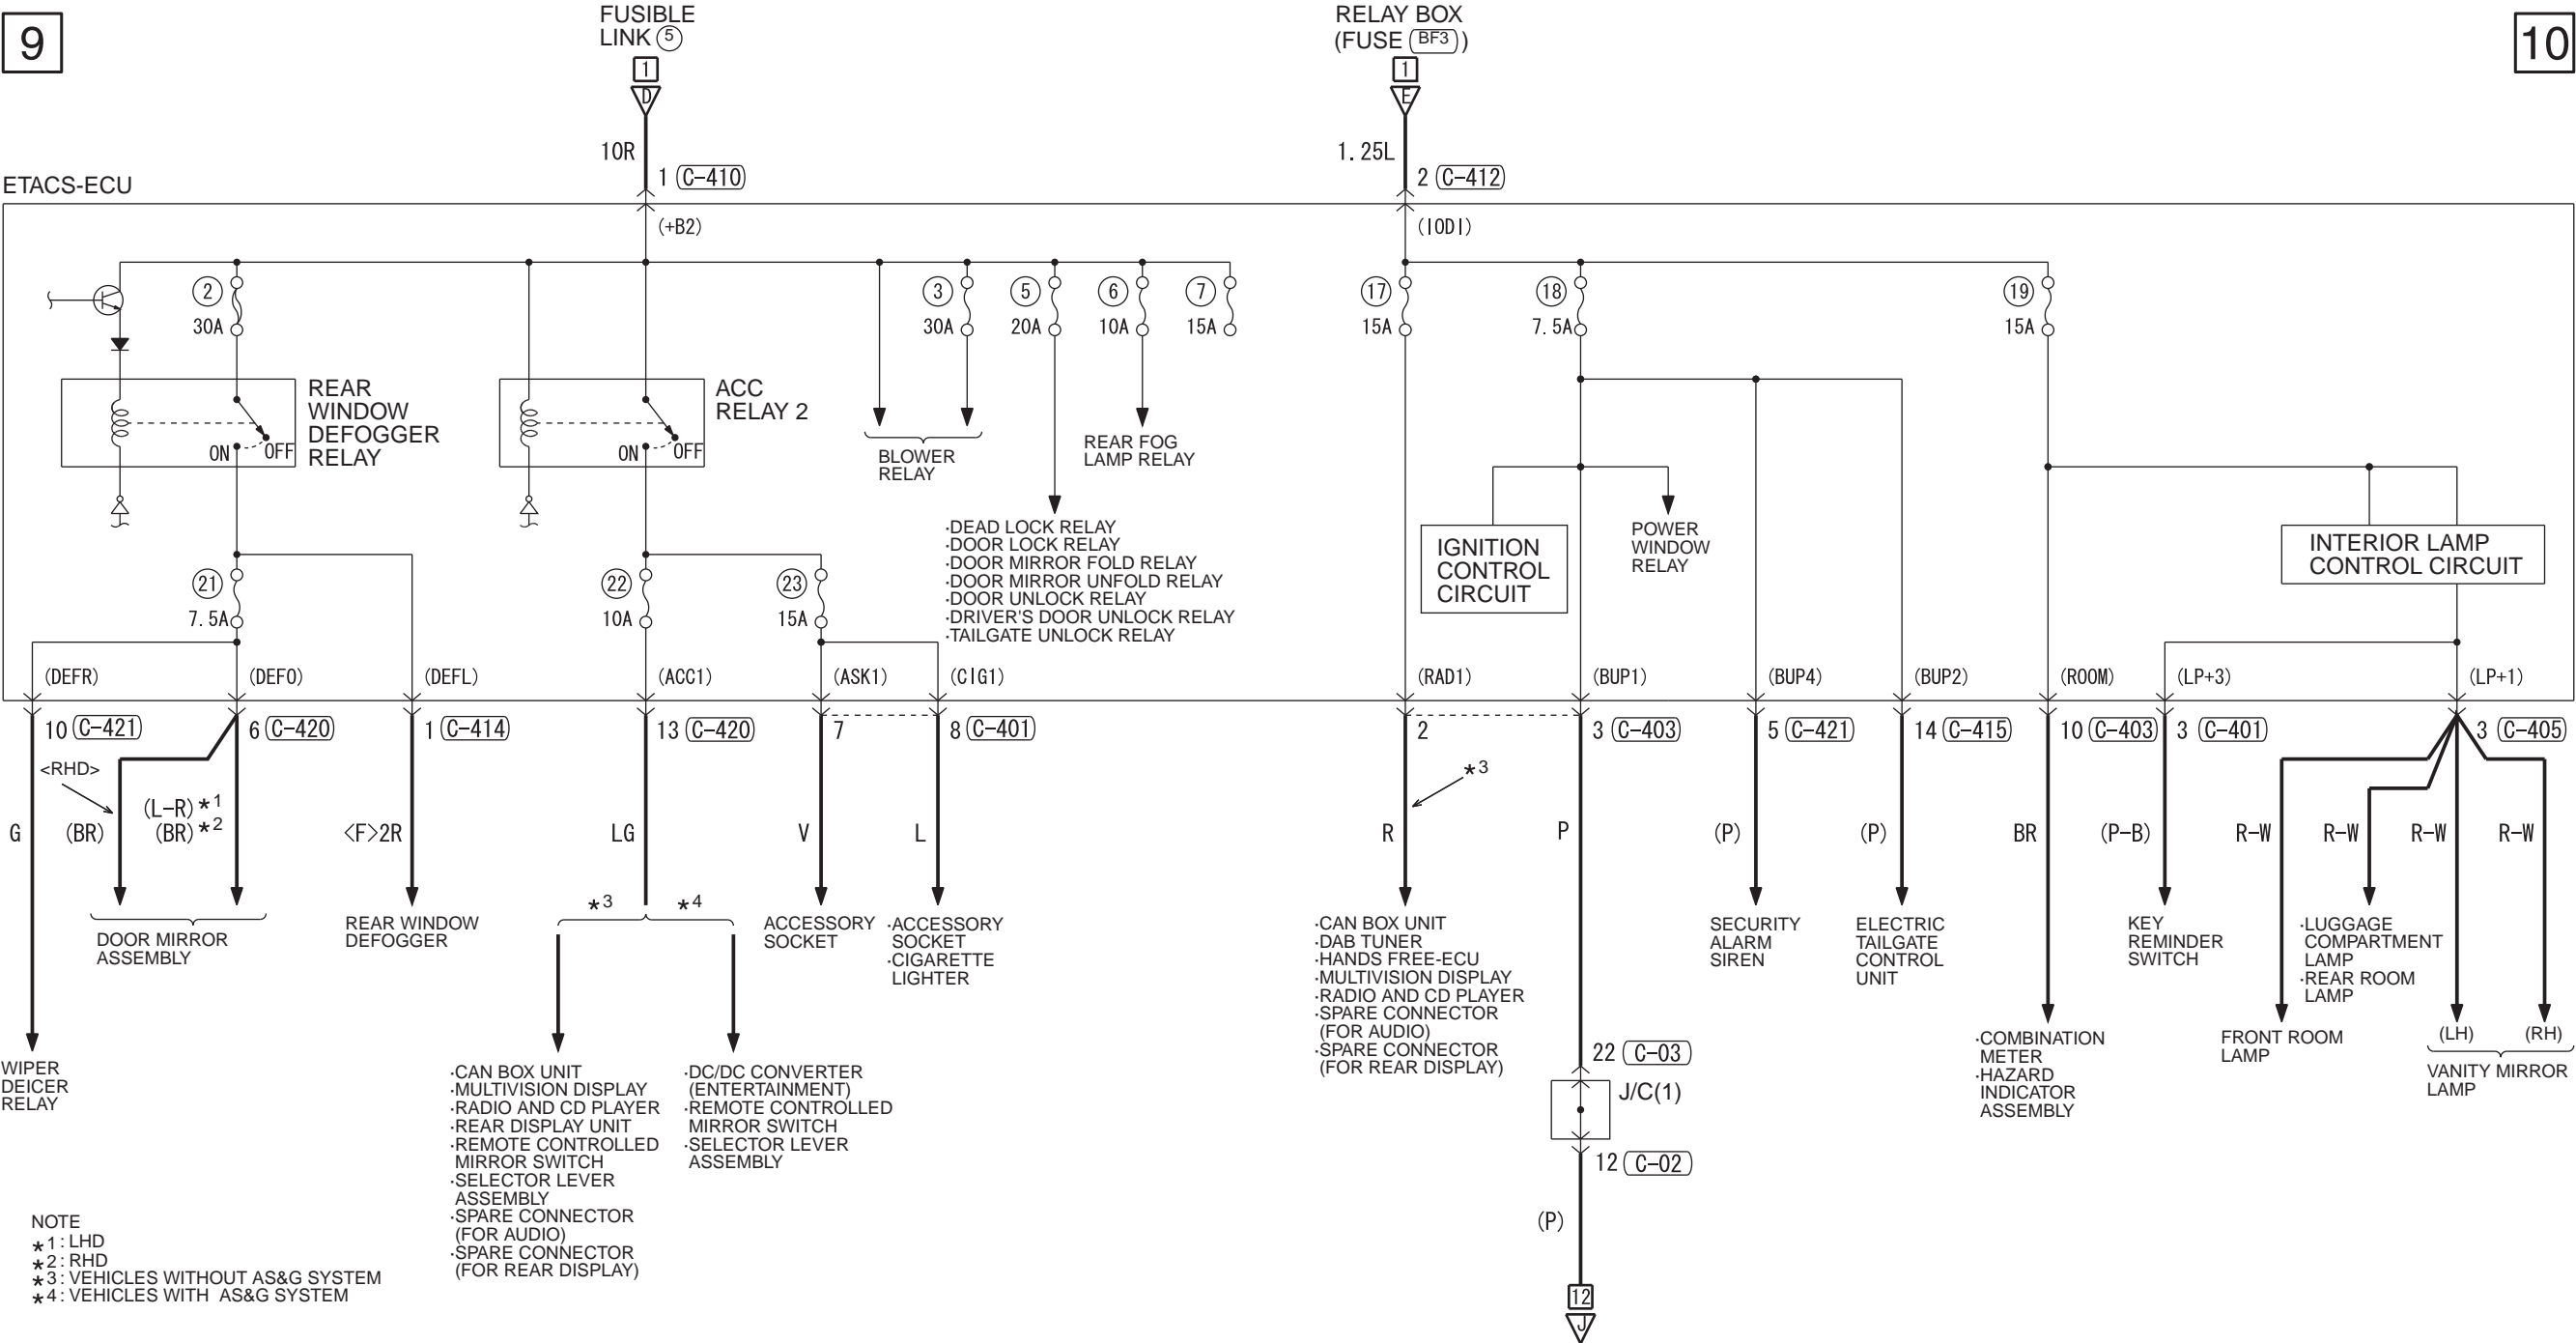 9
FUSIBLE
LINK 5
RELAY BOX
(FUSE BF3)
10
1
D
1
E
10R
1.25L
1 C-410
2 C-412
ETACS-ECU
(+B2)
(IODI)
2
30A
3
30A
5
20A
6
10A
7
15A
17
15A
18
7.5A
19
15A
REAR
WINDOW
DEFOGGER
RELAY
ON
OFF
ACC
RELAY 2
ON
OFF
BLOWER
RELAY
REAR FOG
LAMP RELAY
·DEAD LOCK RELAY
·DOOR LOCK RELAY
·DOOR MIRROR FOLD RELAY
·DOOR MIRROR UNFOLD RELAY
·DOOR UNLOCK RELAY
·DRIVER'S DOOR UNLOCK RELAY
·TAILGATE UNLOCK RELAY
IGNITION
CONTROL
CIRCUIT
POWER
WINDOW
RELAY
INTERIOR LAMP
CONTROL CIRCUIT
21
7.5A
22
10A
23
15A
(DEFR)
(DEFO)
(DEFL)
(ACC1)
(ASK1)
(CIG1)
(RAD1)
(BUP1)
(BUP4)
(BUP2)
(ROOM)
(LP+3)
(LP+1)
10 C-421
6 C-420
1 C-414
13 C-420
7
8 C-401
2
3 C-403
5 C-421
14 C-415
10 C-403
3 C-401
3 C-405
<RHD>
*3
G
(BR)
(L-R)*1
(BR)*2
<F>2R
LG
V
L
R
P
(P)
(P)
BR
(P-B)
R-W
R-W
R-W
R-W
*3
*4
DOOR MIRROR
ASSEMBLY
REAR WINDOW
DEFOGGER
ACCESSORY
SOCKET
·ACCESSORY
SOCKET
·CIGARETTE
LIGHTER
·CAN BOX UNIT
·DAB TUNER
·HANDS FREE-ECU
·MULTIVISION DISPLAY
·RADIO AND CD PLAYER
·SPARE CONNECTOR
(FOR AUDIO)
·SPARE CONNECTOR
(FOR REAR DISPLAY)
SECURITY
ALARM
SIREN
ELECTRIC
TAILGATE
CONTROL
UNIT
KEY
REMINDER
SWITCH
·LUGGAGE
COMPARTMENT
LAMP
·REAR ROOM
LAMP
WIPER
DEICER
RELAY
·CAN BOX UNIT
·MULTIVISION DISPLAY
·RADIO AND CD PLAYER
·REAR DISPLAY UNIT
·REMOTE CONTROLLED
MIRROR SWITCH
·SELECTOR LEVER
ASSEMBLY
·SPARE CONNECTOR
(FOR AUDIO)
·SPARE CONNECTOR
(FOR REAR DISPLAY)
·DC/DC CONVERTER
(ENTERTAINMENT)
·REMOTE CONTROLLED
MIRROR SWITCH
·SELECTOR LEVER
ASSEMBLY
22 C-03
J/C(1)
12 C-02
(P)
12
J
·COMBINATION
METER
·HAZARD
INDICATOR
ASSEMBLY
FRONT ROOM
LAMP
(LH)
(RH)
VANITY MIRROR
LAMP
NOTE
*1: LHD
*2: RHD
*3: VEHICLES WITHOUT AS&G SYSTEM
*4: VEHICLES WITH AS&G SYSTEM